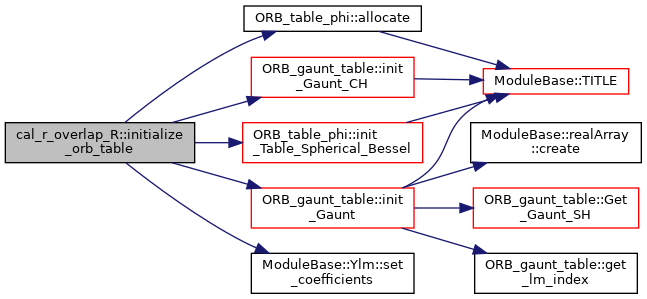 cal_r_overlap_R::initialize
_orb_table
ORB_table_phi::allocate
ORB_gaunt_table::init
_Gaunt_CH
ORB_table_phi::init
_Table_Spherical_Bessel
ORB_gaunt_table::init
_Gaunt
ModuleBase::Ylm::set
_coefficients
ModuleBase::TITLE
ModuleBase::realArray
::create
ORB_gaunt_table::Get
_Gaunt_SH
ORB_gaunt_table::get
_lm_index